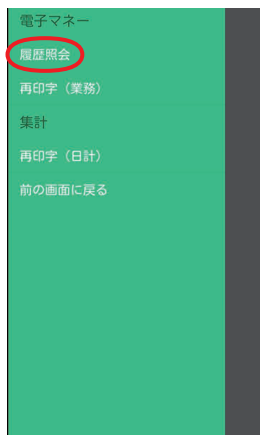 電子マネー
履歴照会
再印字（業務）
集計
再印字（日計）
前の画面に戻る